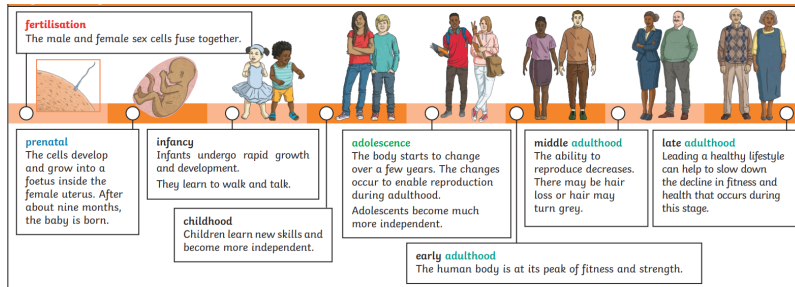 fertilisation
The male and female sex cells fuse together.
prenatal
The cells develop
and grow into a
foetus inside the
female uterus. After
about nine months,
the baby is born.
infancy
Infants undergo rapid growth
and development.
They learn to walk and talk.
childhood
Children learn new skills and
become more independent.
adolescence
The body starts to change
over a few years. The changes
occur to enable reproduction
during adulthood.
Adolescents become much
more independent.
early adulthood
The human body is at its peak of fitness and strength.
middle adulthood
The ability to
reproduce decreases.
There may be hair
loss or hair may
turn grey.
late adulthood
Leading a healthy lifestyle
can help to slow down
the decline in fitness and
health that occurs during
this stage.